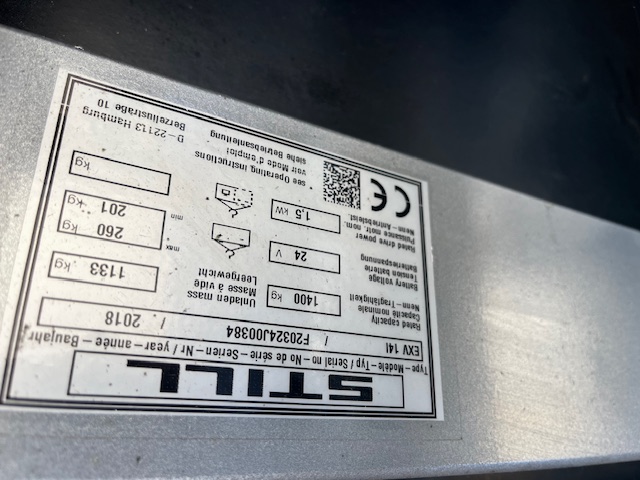 STILL
Type - Modèle - Typ / Serial no - No de série - Serien - Nr / year - année - Baujahr
EXV 14I / F20324J00384 / 2018
Rated capacity
Capacité nominale
Nenn - Tragfähigkeit
1400 kg
Unladen mass
Masse à vide
Leergewicht
1133 kg
Battery voltage
Tension batterie
Batteriespannung
24 V
max. 260 kg
min. 201 kg
Rated drive power
Puissance motr. nom.
Nenn - Antriebsleist.
1,5 kW
kg
CE
see Operating instructions
voir Mode d'emploi
siehe Betriebsanleitung
Berzeliusstraße 10
D-22113 Hamburg